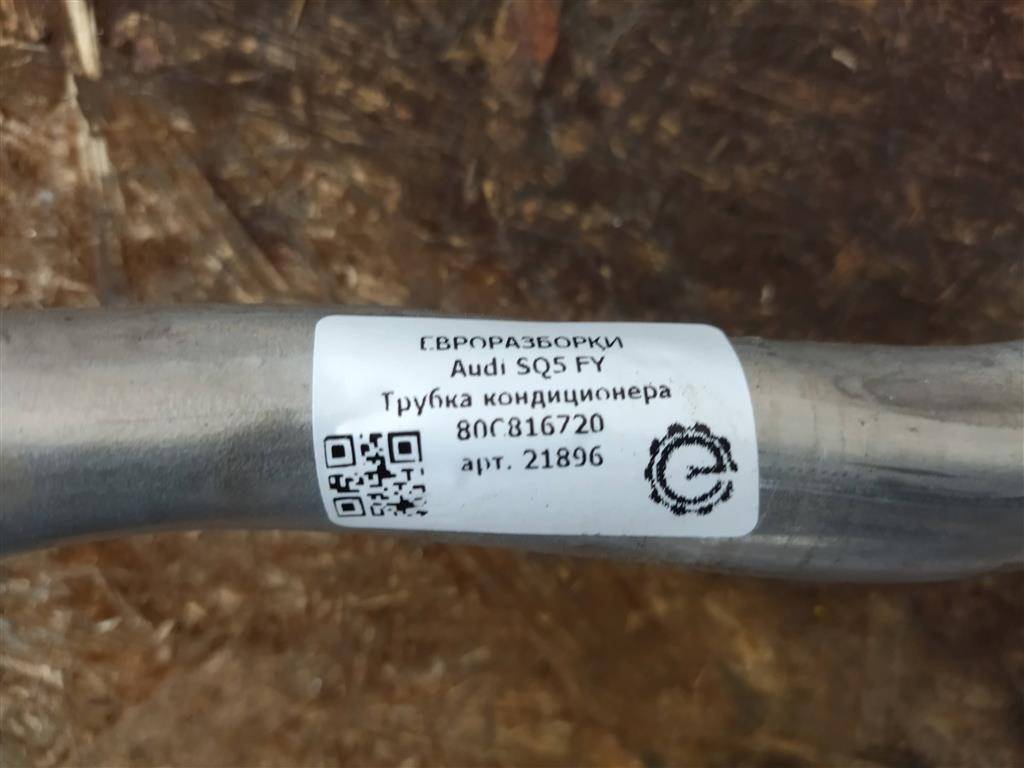 ЕВРОРАЗБОРКИ
Audi SQ5 FY
Трубка кондиционера
80C816720
арт. 21896